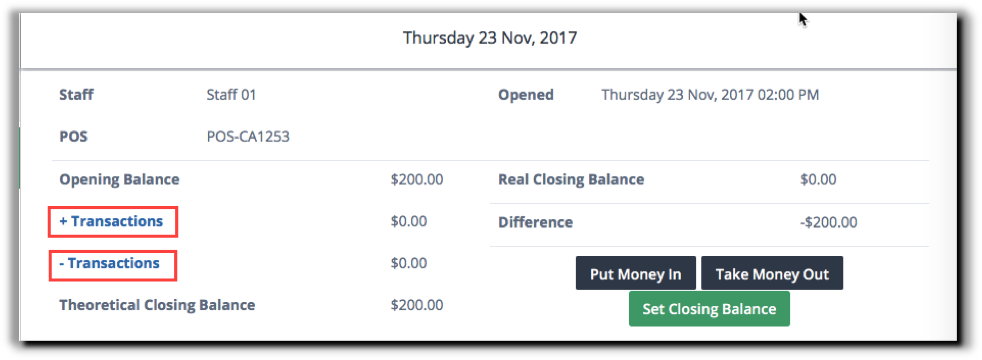 Thursday 23 Nov, 2017
Staff Staff 01 Opened Thursday 23 Nov, 2017 02:00 PM
POS POS-CA1253
Opening Balance $200.00 Real Closing Balance $0.00
+ Transactions $0.00 Difference -$200.00
- Transactions $0.00 Put Money In Take Money Out
Theoretical Closing Balance $200.00 Set Closing Balance